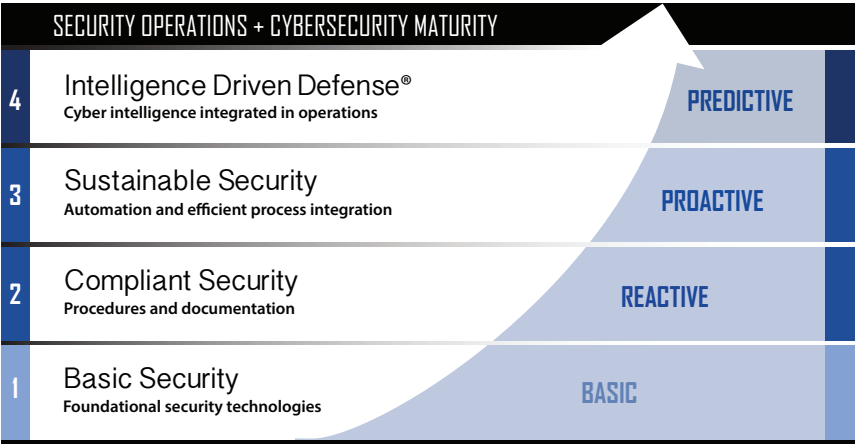 SECURITY OPERATIONS + CYBERSECURITY MATURITY
4
Intelligence Driven Defense®
Cyber intelligence integrated in operations
PREDICTIVE
3
Sustainable Security
Automation and efficient process integration
PROACTIVE
2
Compliant Security
Procedures and documentation
REACTIVE
1
Basic Security
Foundational security technologies
BASIC